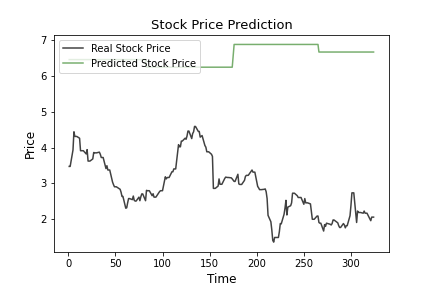 Stock Price Prediction
7
Real Stock Price
Predicted Stock Price
6
5
4
3
2
Price
0 50 100 150 200 250 300
Time